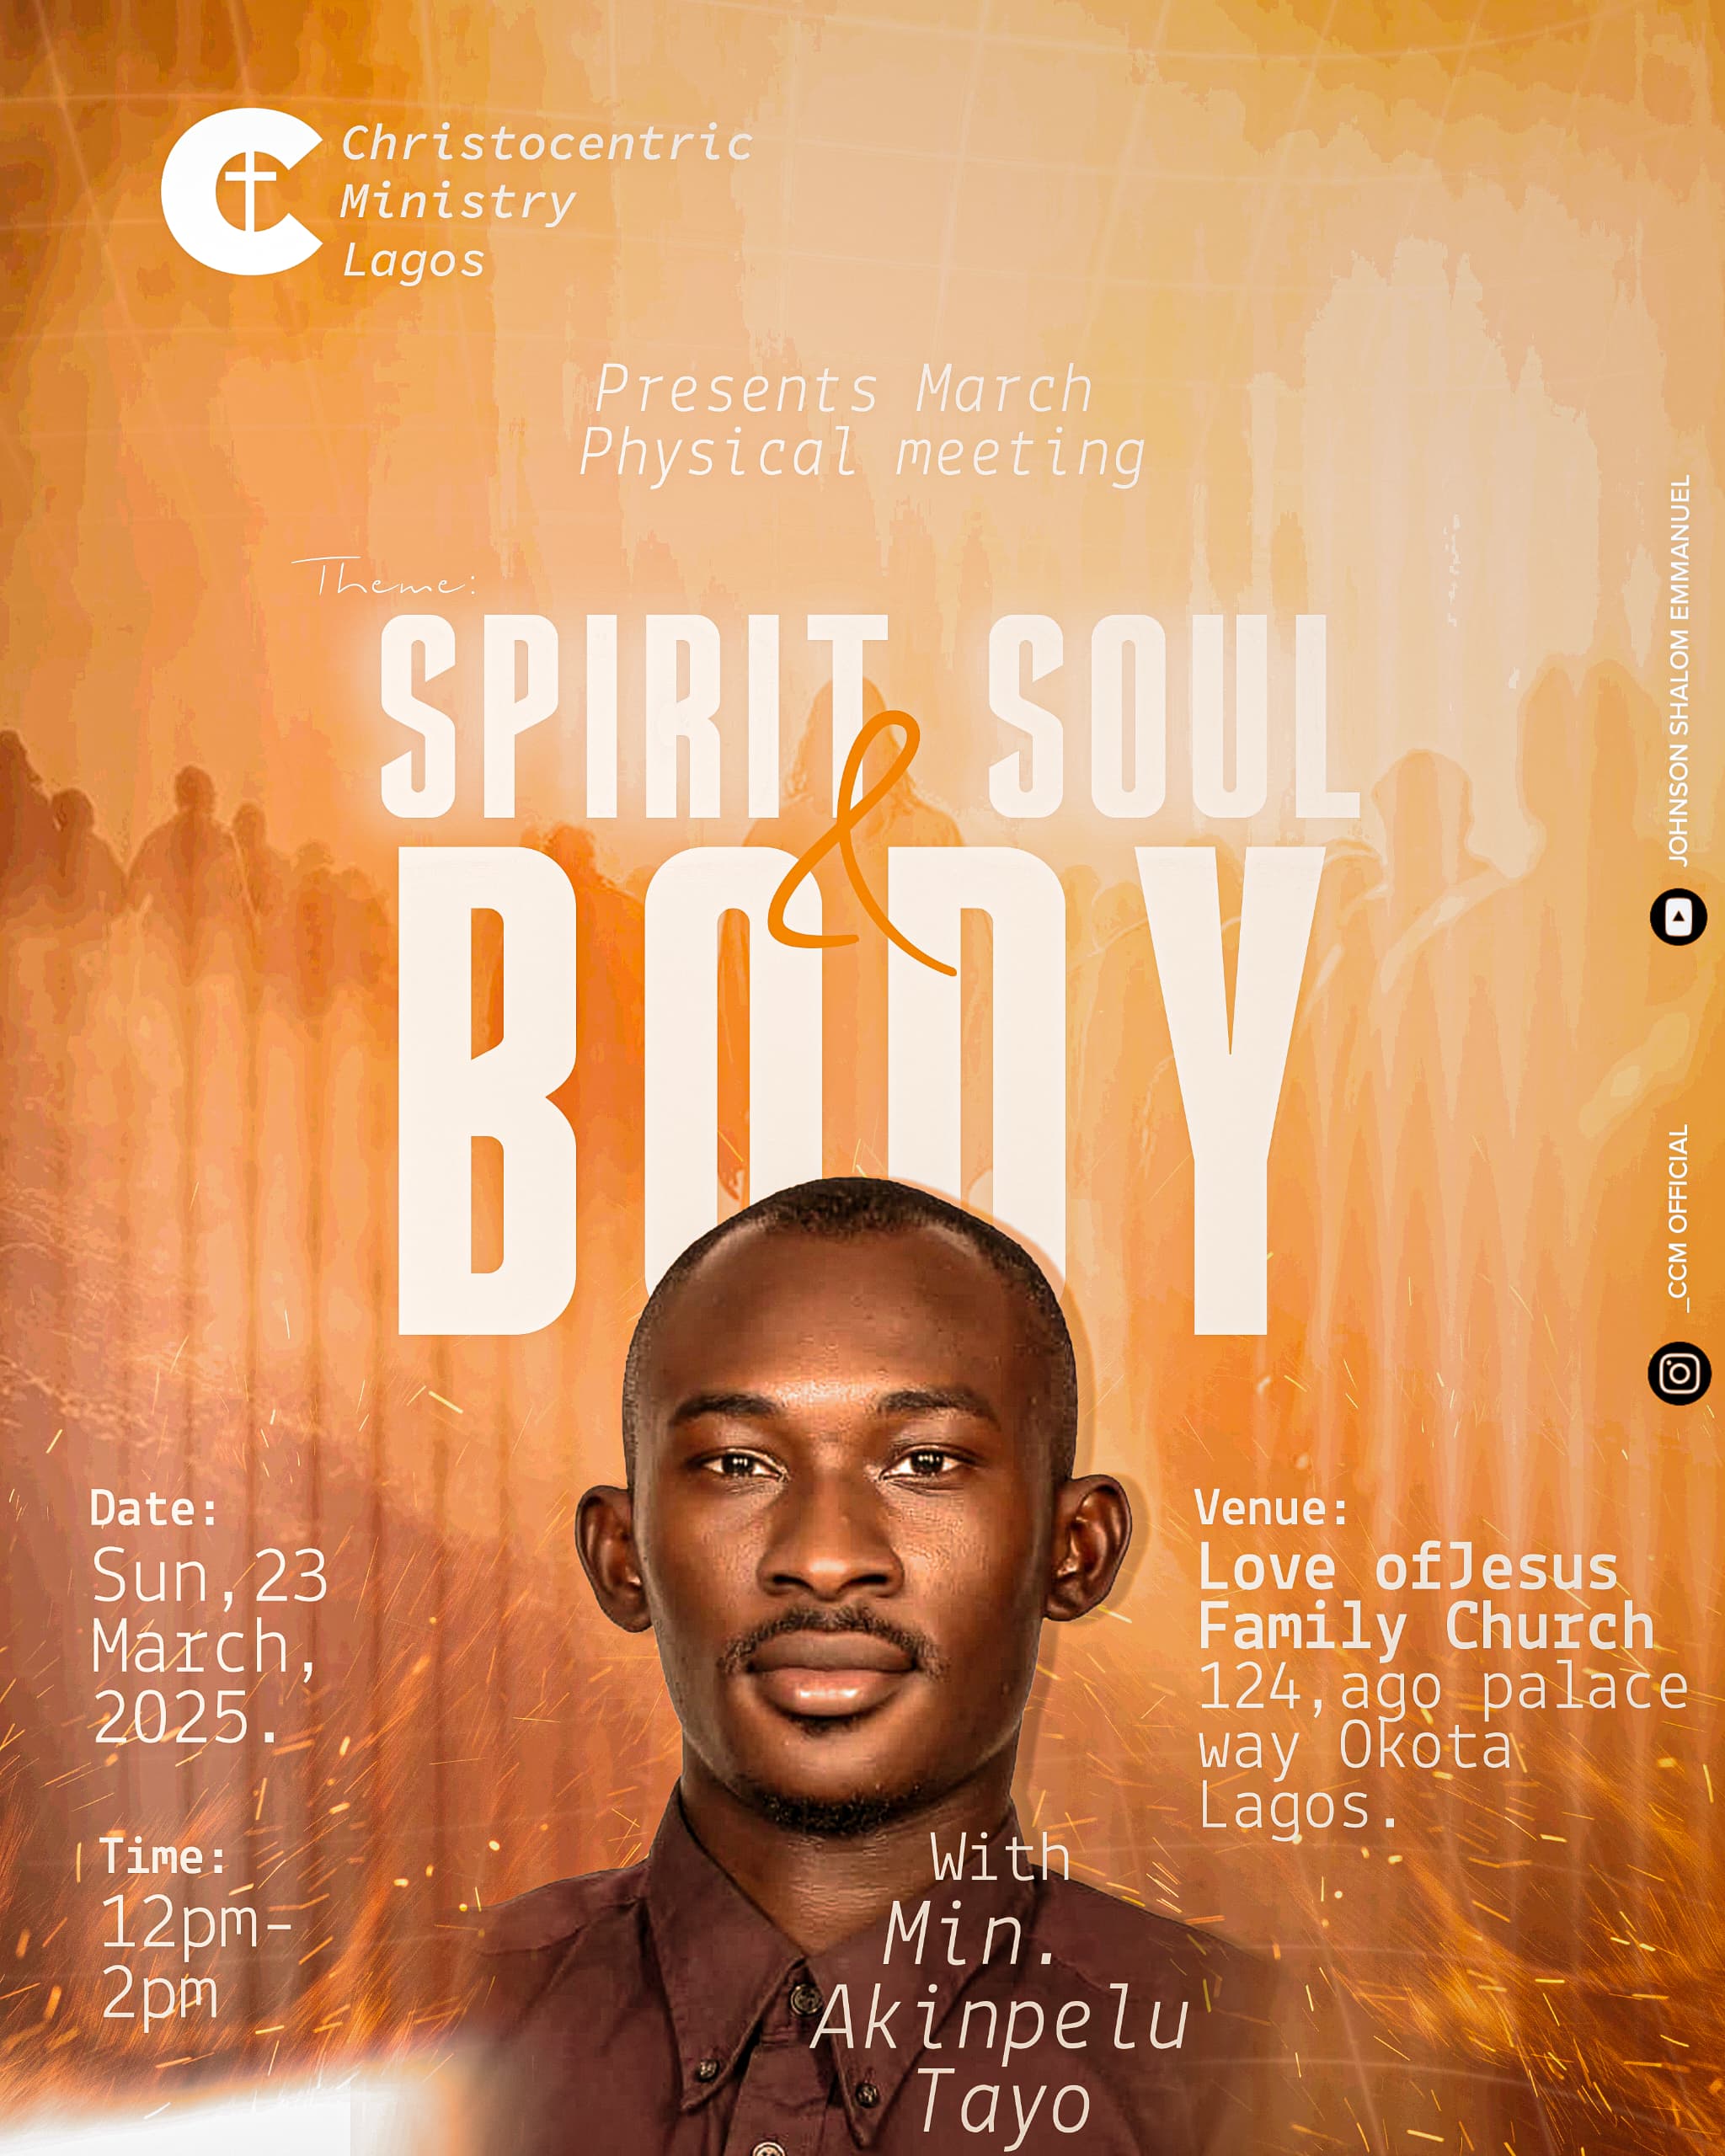 Christocentric
Ministry
Lagos
Presents March
Physical meeting
Theme:
SPIRIT SOUL
&
BODY
JOHNSON SHALOM EMMANUEL
_CCM OFFICIAL
Date:
Sun,23
March,
2025.
Time:
12pm-
2pm
Venue:
Love ofJesus
Family Church
124,ago palace
way Okota
Lagos.
With
Min.
Akinpelu
Tayo